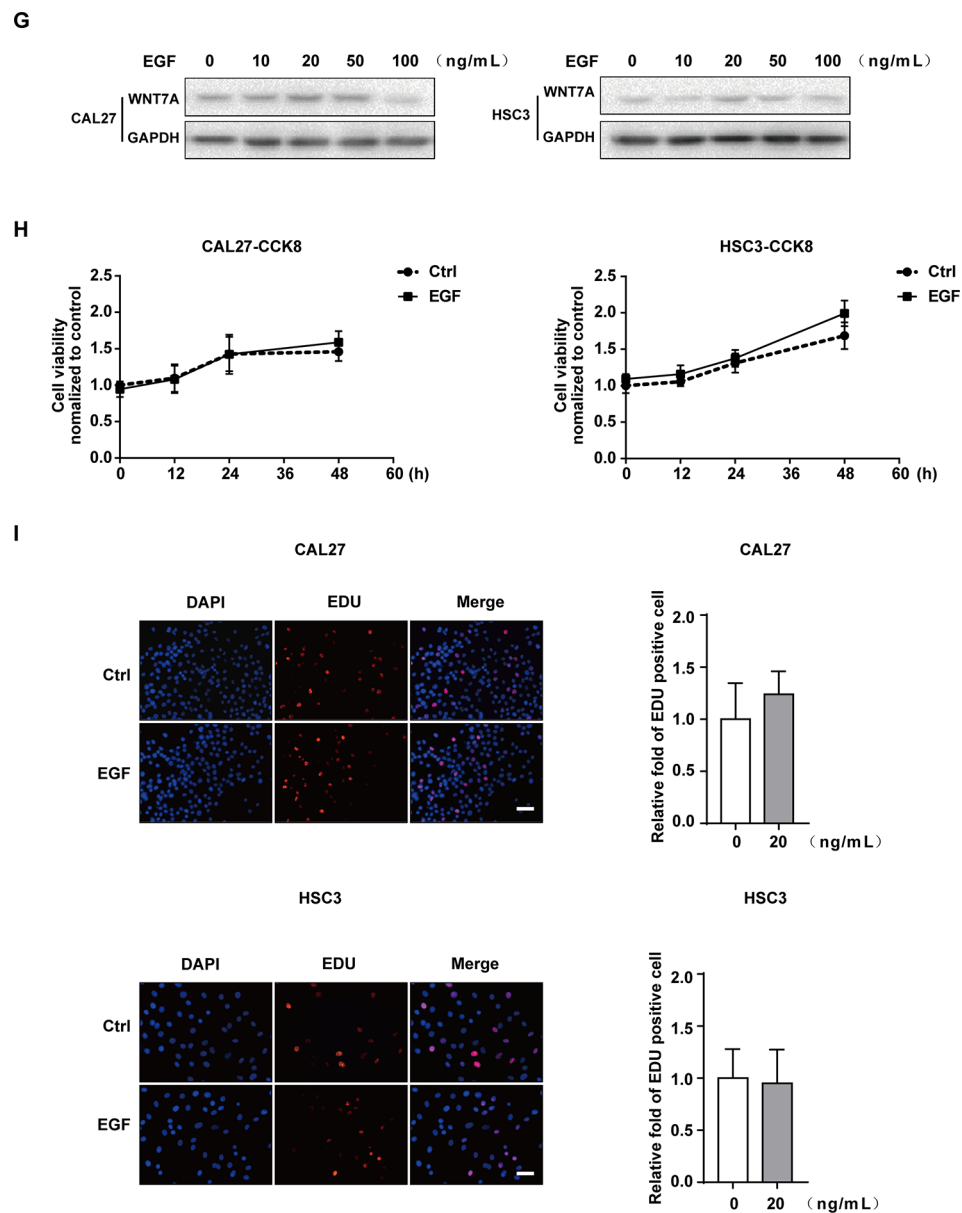 G
EGF 0 10 20 50 100 （ng/mL）
WNT7A
CAL27
GAPDH
EGF 0 10 20 50 100 （ng/mL）
WNT7A
HSC3
GAPDH
H
CAL27-CCK8
Ctrl
EGF
Cell viability
nomalized to control
2.5
2.0
1.5
1.0
0.5
0.0
0 12 24 36 48 60 (h)
HSC3-CCK8
Ctrl
EGF
Cell viability
nomalized to control
2.5
2.0
1.5
1.0
0.5
0.0
0 12 24 36 48 60 (h)
I
CAL27
DAPI EDU Merge
Ctrl
EGF
CAL27
Relative fold of EDU positive cell
2.0
1.5
1.0
0.5
0.0
0 20 （ng/mL）
HSC3
DAPI EDU Merge
Ctrl
EGF
HSC3
Relative fold of EDU positive cell
2.0
1.5
1.0
0.5
0.0
0 20 （ng/mL）